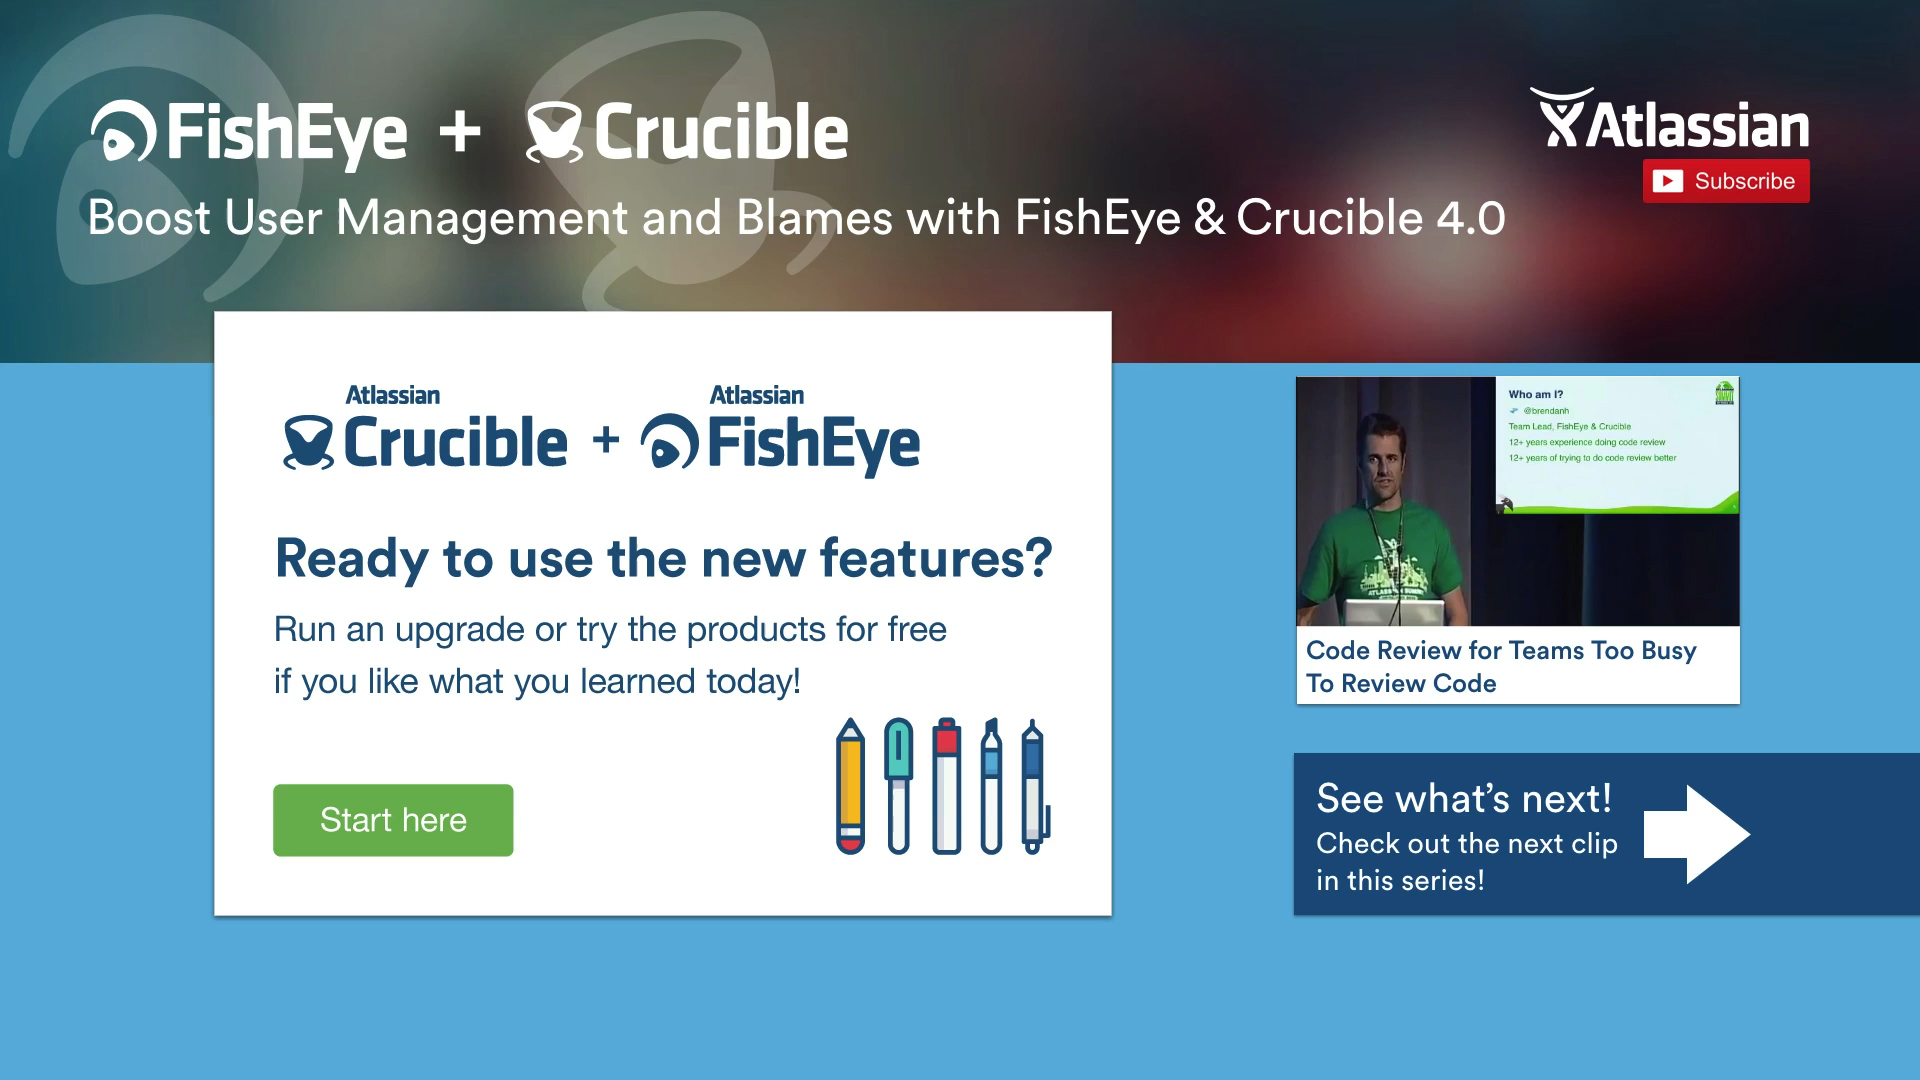 FishEye + Crucible
Atlassian
Subscribe
Boost User Management and Blames with FishEye & Crucible 4.0
Atlassian
Crucible
+
Atlassian
FishEye
Ready to use the new features?
Run an upgrade or try the products for free
if you like what you learned today!
Start here
Who am I?
@brendanh
Team Lead, FishEye & Crucible
12+ years experience doing code review
12+ years of trying to do code review better
ATLASSIAN SUMMIT
Code Review for Teams Too Busy
To Review Code
See what's next!
Check out the next clip
in this series!